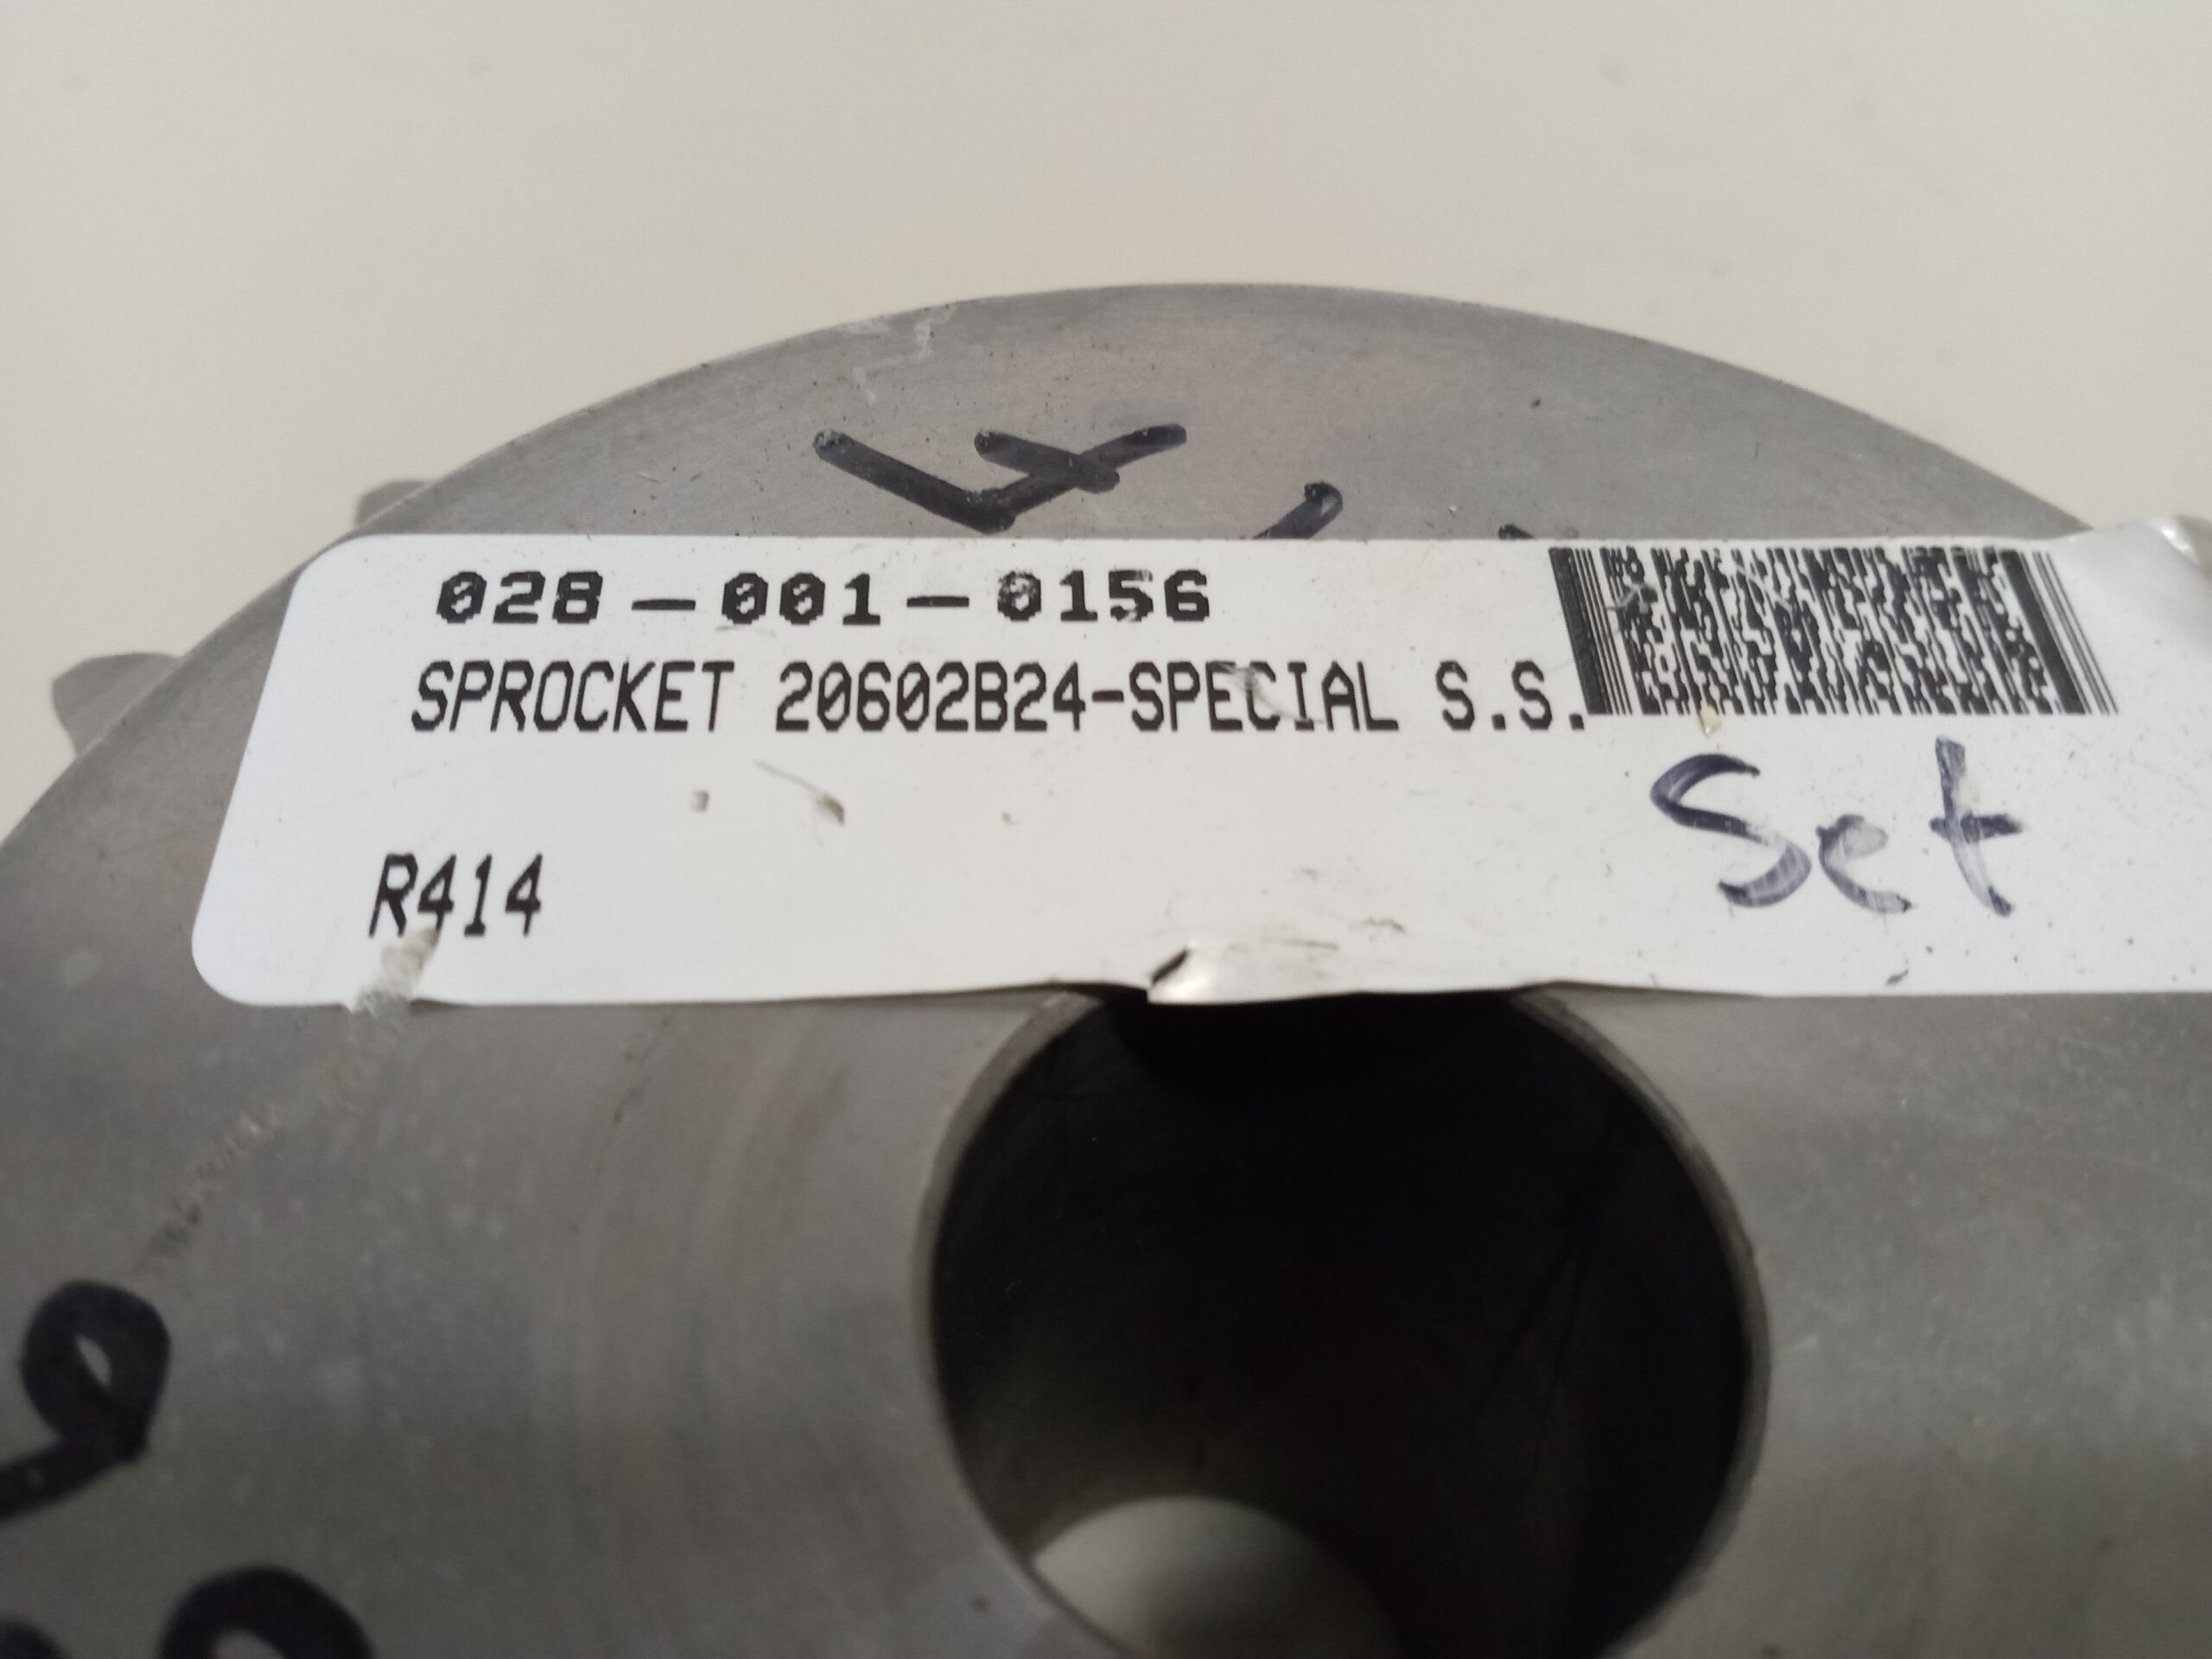 028-001-0156
SPROCKET 20602B24-SPECIAL S.S.
Set
R414